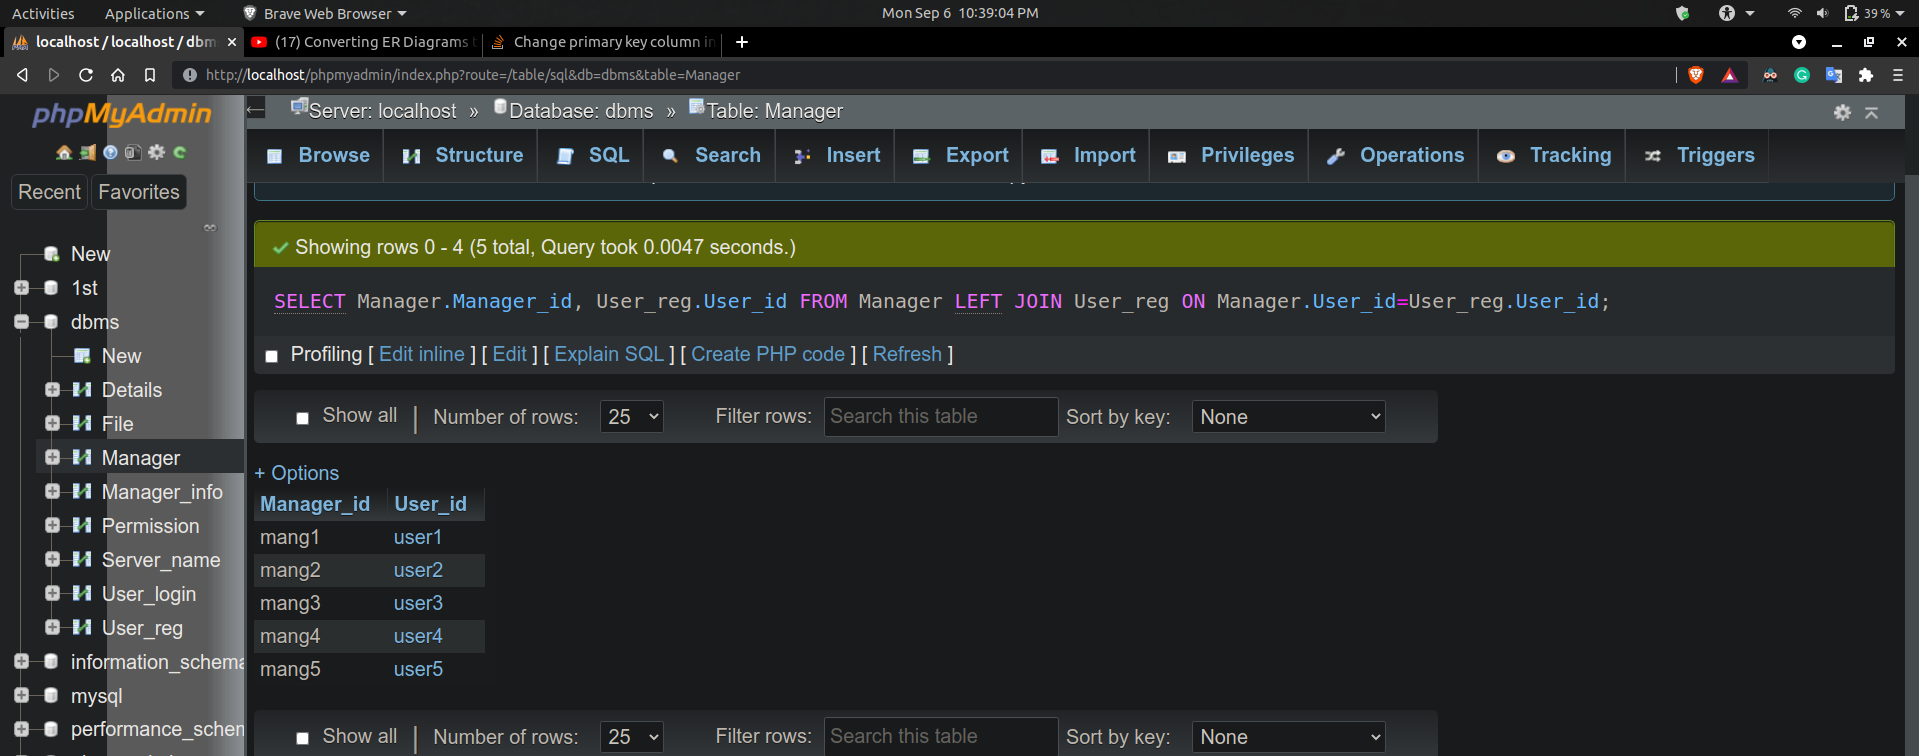 Activities Applications Brave Web Browser Mon Sep 6 10:39:04 PM 39 %
localhost / localhost / dbm (17) Converting ER Diagrams t Change primary key column in
http://localhost/phpmyadmin/index.php?route=/table/sql&db=dbms&table=Manager
phpMyAdmin
Server: localhost » Database: dbms » Table: Manager
Browse Structure SQL Search Insert Export Import Privileges Operations Tracking Triggers
Recent Favorites
New
1st
dbms
New
Details
File
Manager
Manager_info
Permission
Server_name
User_login
User_reg
information_schema
mysql
performance_schem
Showing rows 0 - 4 (5 total, Query took 0.0047 seconds.)
SELECT Manager.Manager_id, User_reg.User_id FROM Manager LEFT JOIN User_reg ON Manager.User_id=User_reg.User_id;
Profiling [ Edit inline ] [ Edit ] [ Explain SQL ] [ Create PHP code ] [ Refresh ]
Show all | Number of rows: 25 Filter rows: Search this table Sort by key: None
+ Options
Manager_id User_id
mang1 user1
mang2 user2
mang3 user3
mang4 user4
mang5 user5
Show all | Number of rows: 25 Filter rows: Search this table Sort by key: None